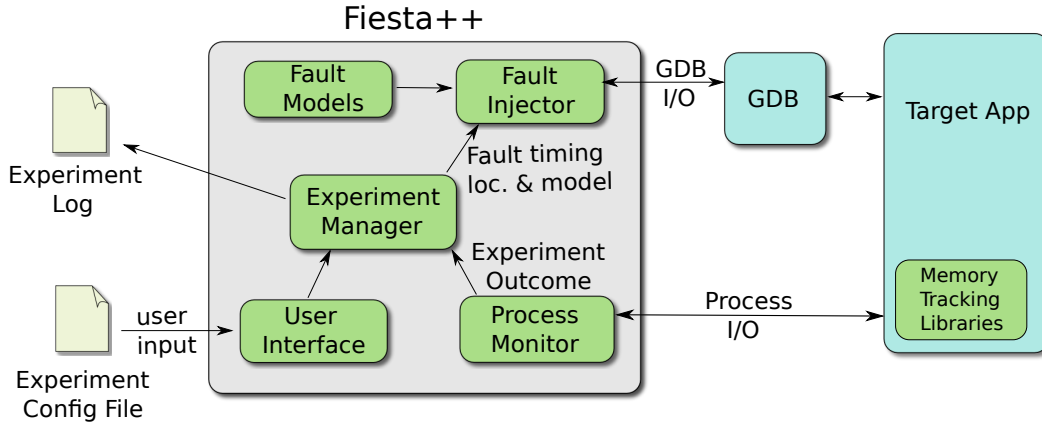 Fiesta++
Fault
Models
Fault
Injector
GDB
I/O
GDB
Target App
Experiment
Log
Fault timing
loc. & model
Experiment
Manager
Experiment
Outcome
user
input
User
Interface
Process
Monitor
Process
I/O
Memory
Tracking
Libraries
Experiment
Config File